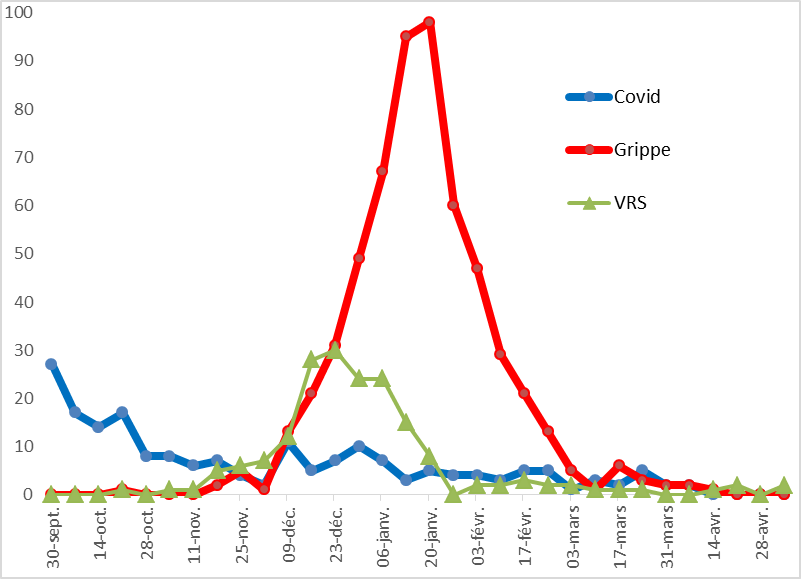 100
90
80
70
60
50
40
30
20
10
0
Covid
Grippe
VRS
30-sept.
14-oct.
28-oct.
11-nov.
25-nov.
09-déc.
23-déc.
06-janv.
20-janv.
03-févr.
17-févr.
03-mars
17-mars
31-mars
14-avr.
28-avr.